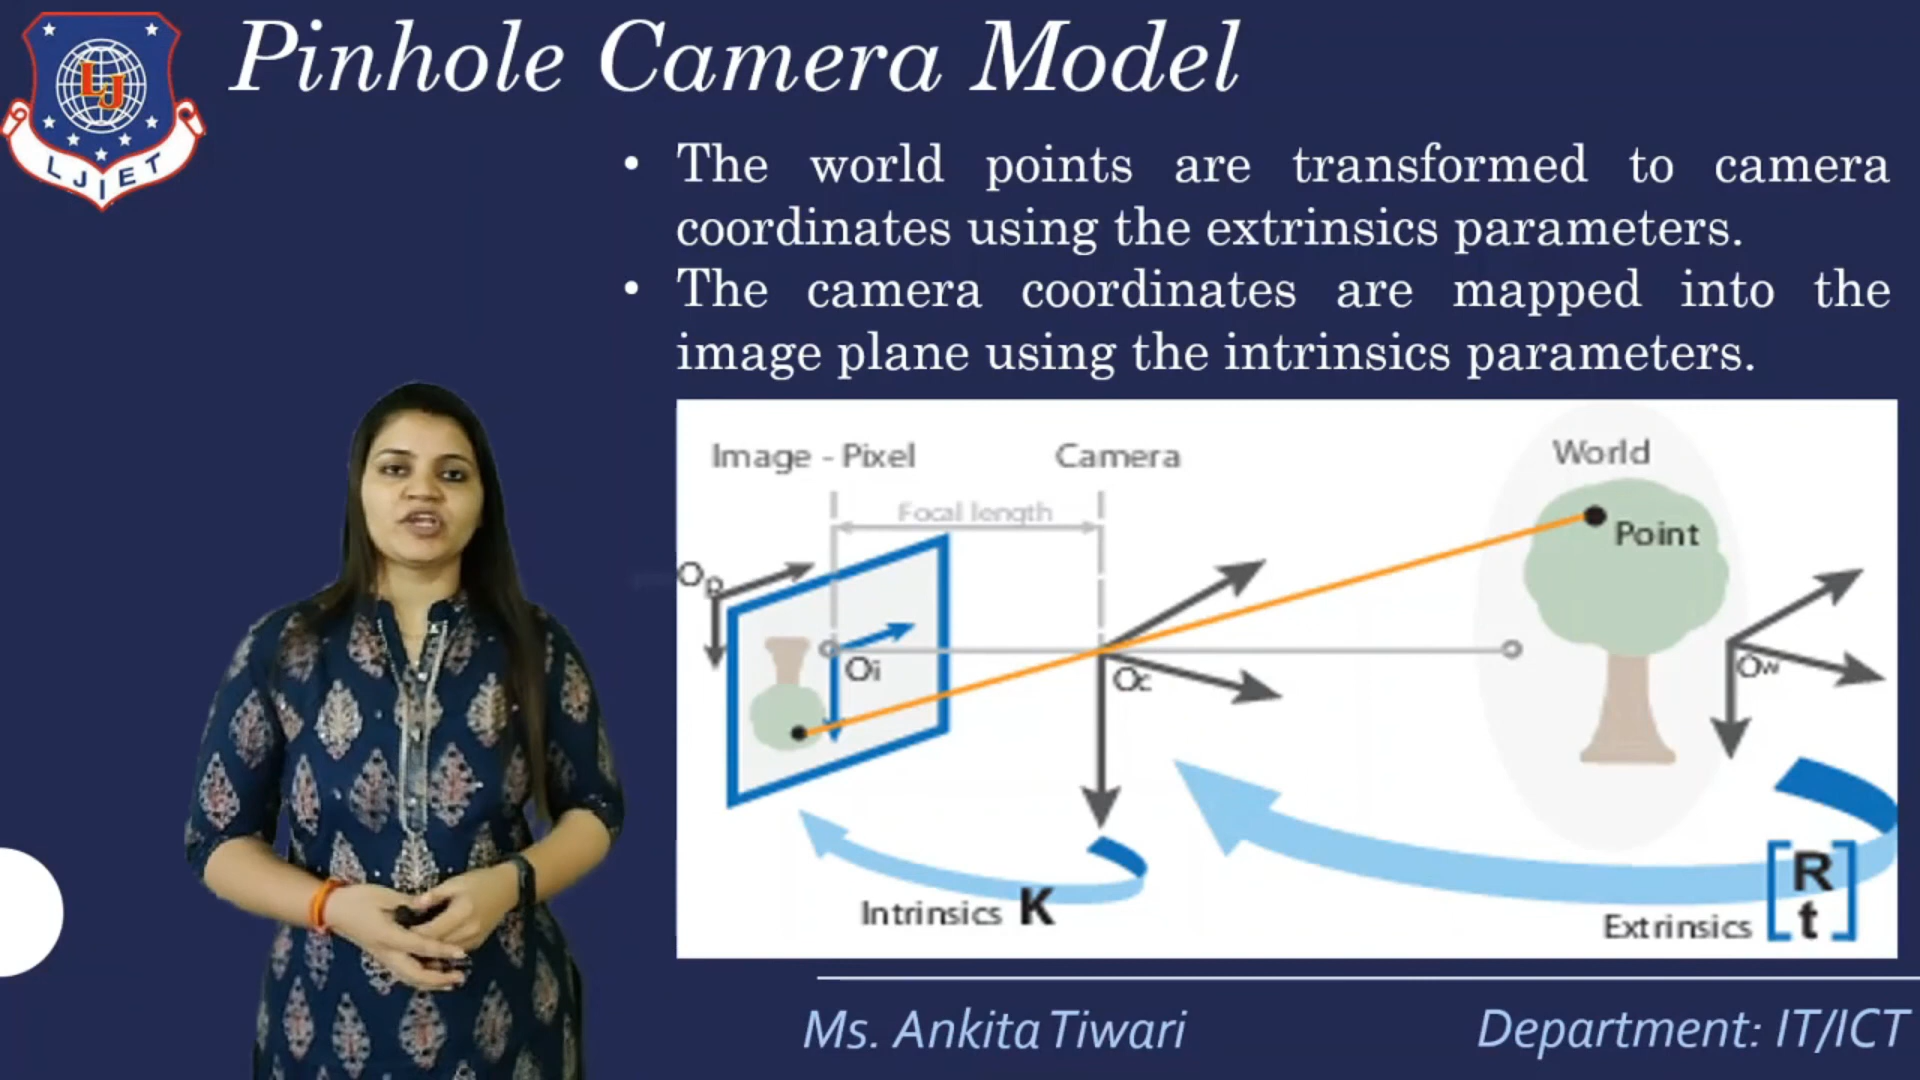 Pinhole Camera Model
LJ
LJIET
• The world points are transformed to camera
coordinates using the extrinsics parameters.
• The camera coordinates are mapped into the
image plane using the intrinsics parameters.
Image - Pixel
Camera
World
Focal length
Point
Op
Oi
Oc
Ow
Intrinsics K
Extrinsics [R
t]
Ms. Ankita Tiwari
Department: IT/ICT